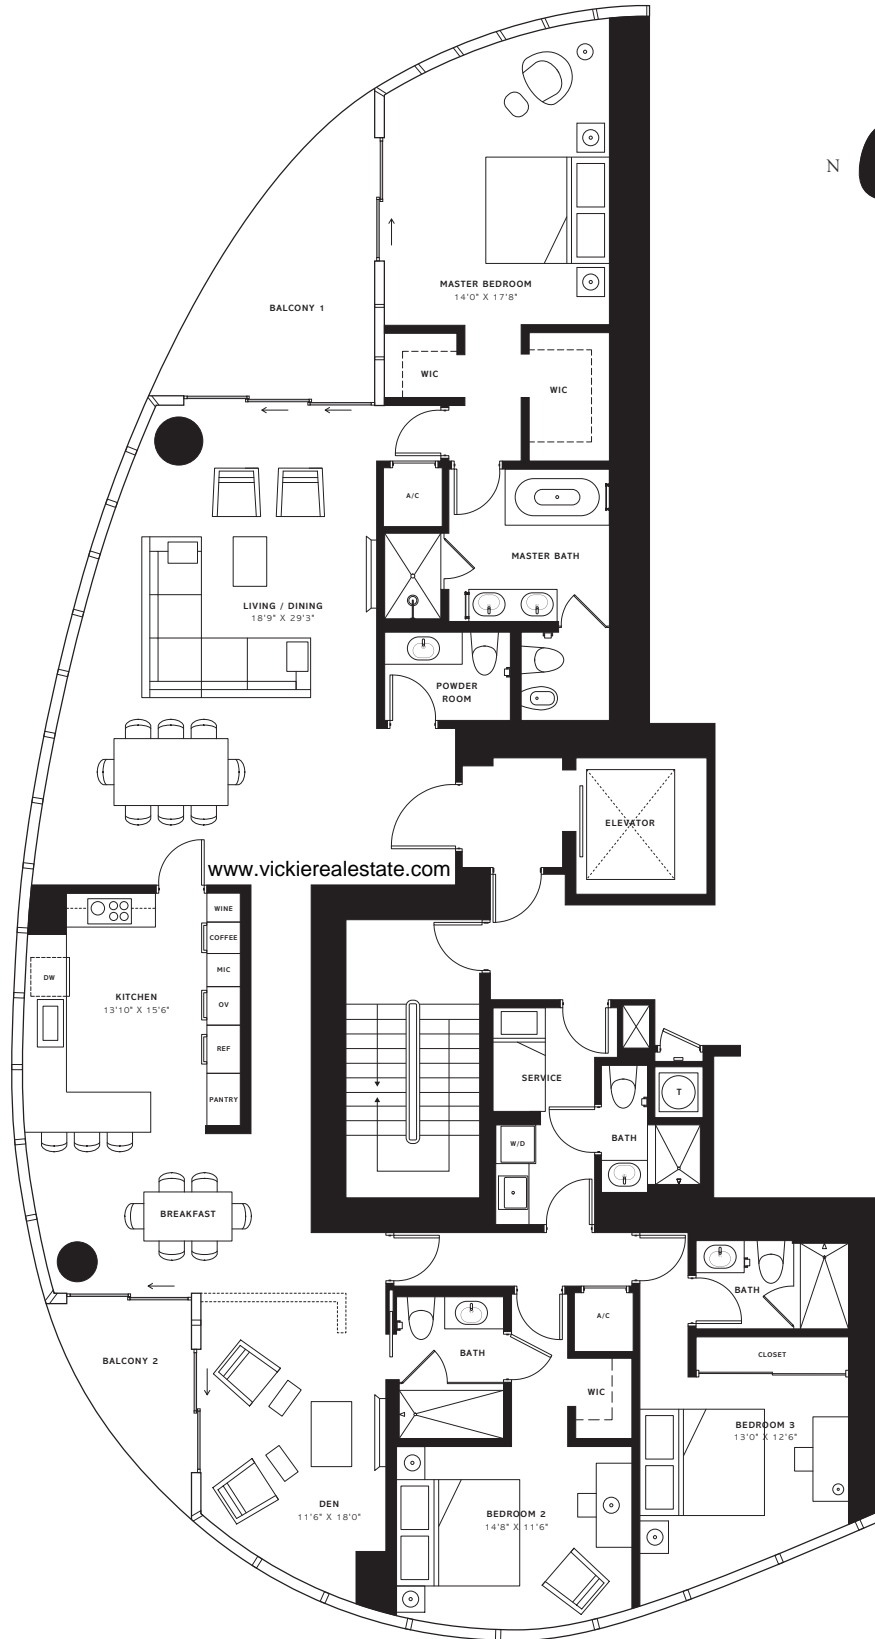 N
MASTER BEDROOM
14'0" X 17'8"
BALCONY 1
WIC
WIC
A/C
MASTER BATH
LIVING / DINING
18'9" X 29'3"
POWDER
ROOM
ELEVATOR
www.vickierealestate.com
WINE
COFFEE
MIC
DW
KITCHEN
13'10" X 15'6"
OV
REF
PANTRY
SERVICE
T
W/D
BATH
BREAKFAST
BATH
A/C
BATH
BALCONY 2
CLOSET
WIC
BEDROOM 3
13'0" X 12'6"
DEN
11'6" X 18'0"
BEDROOM 2
14'8" X 11'6"